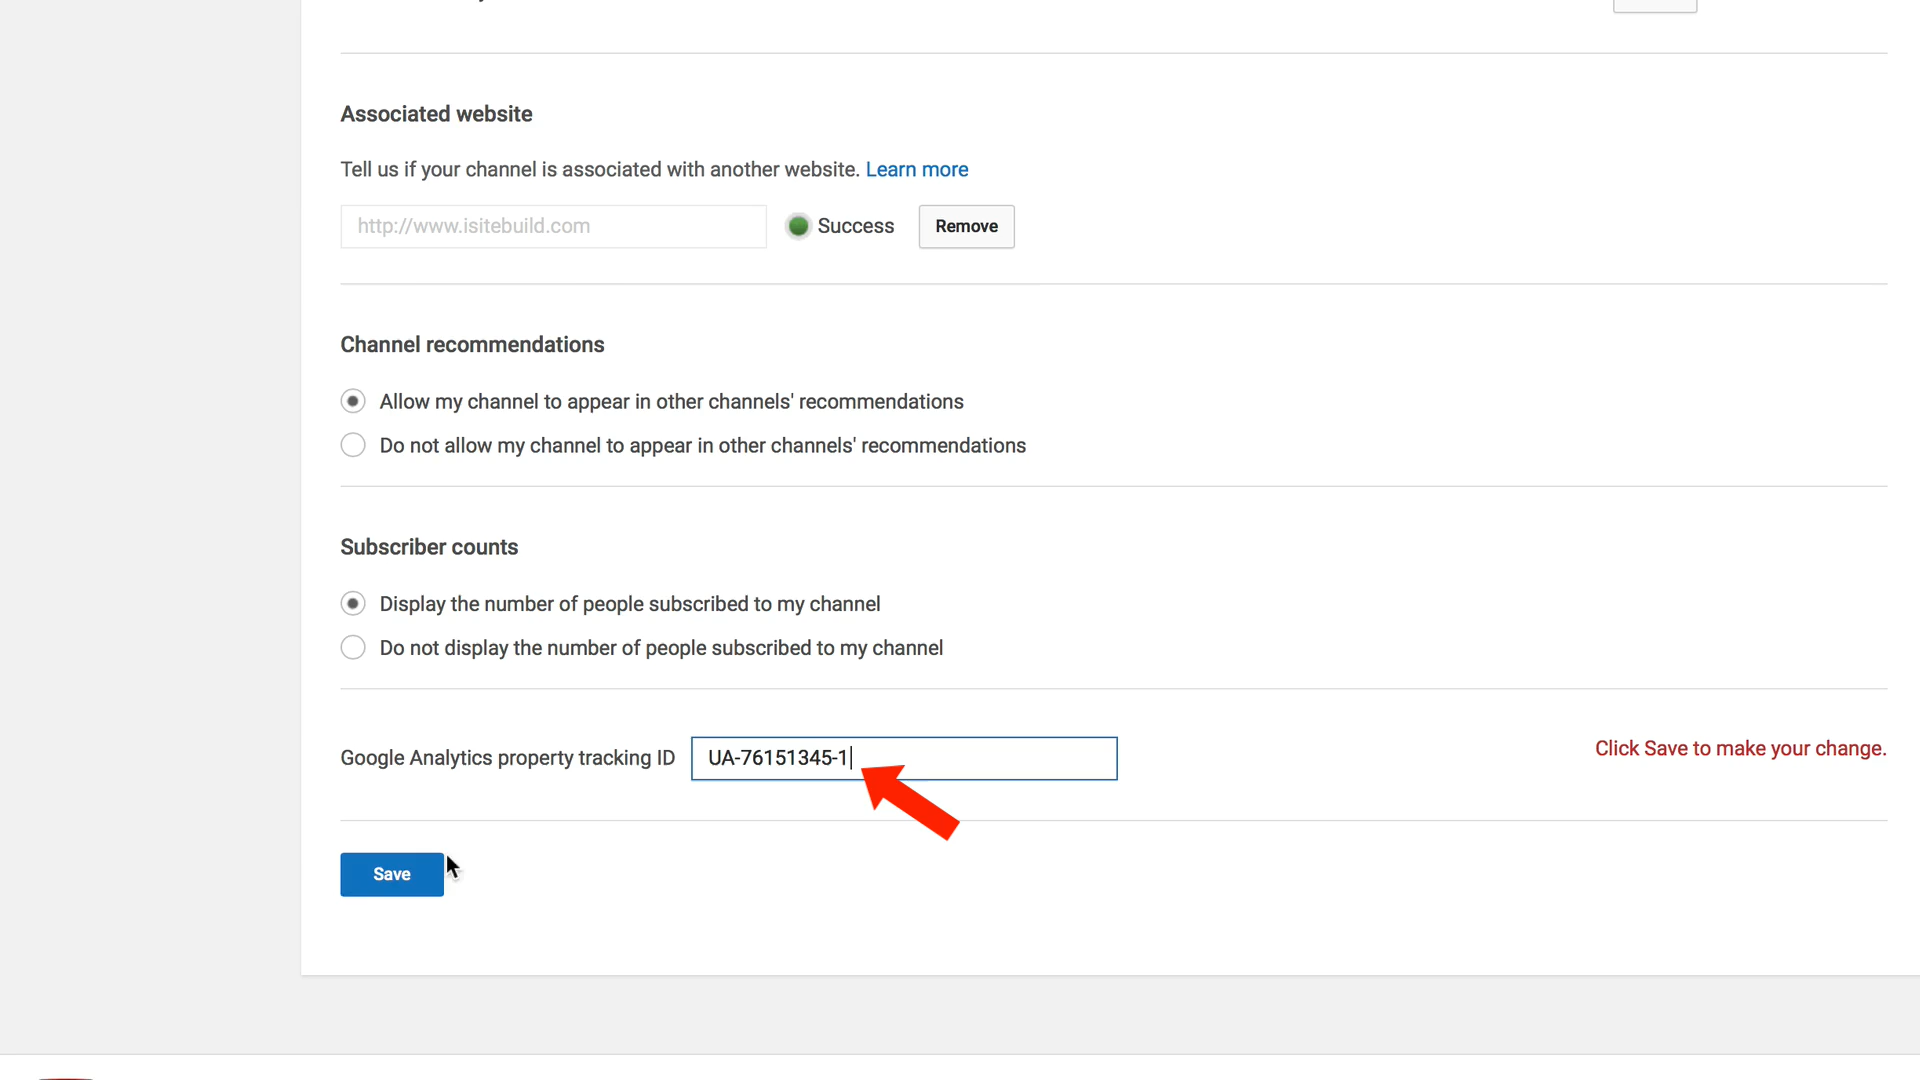 Associated website
Tell us if your channel is associated with another website. Learn more
http://www.isitebuild.com
Success
Remove
Channel recommendations
Allow my channel to appear in other channels' recommendations
Do not allow my channel to appear in other channels' recommendations
Subscriber counts
Display the number of people subscribed to my channel
Do not display the number of people subscribed to my channel
Google Analytics property tracking ID
UA-76151345-1
Click Save to make your change.
Save